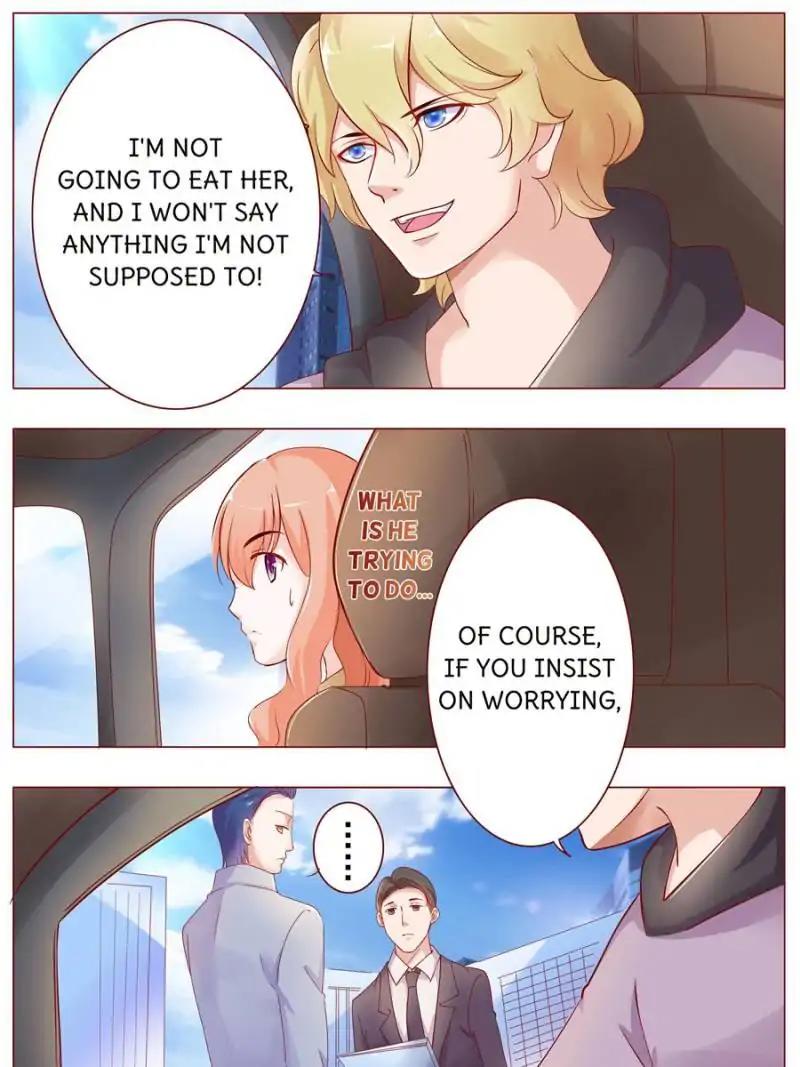 I'M NOT
GOING TO EAT HER,
AND I WON'T SAY
ANYTHING I'M NOT
SUPPOSED TO!
WHAT
IS HE
TRYING
TO DO...
OF COURSE,
IF YOU INSIST
ON WORRYING,
......